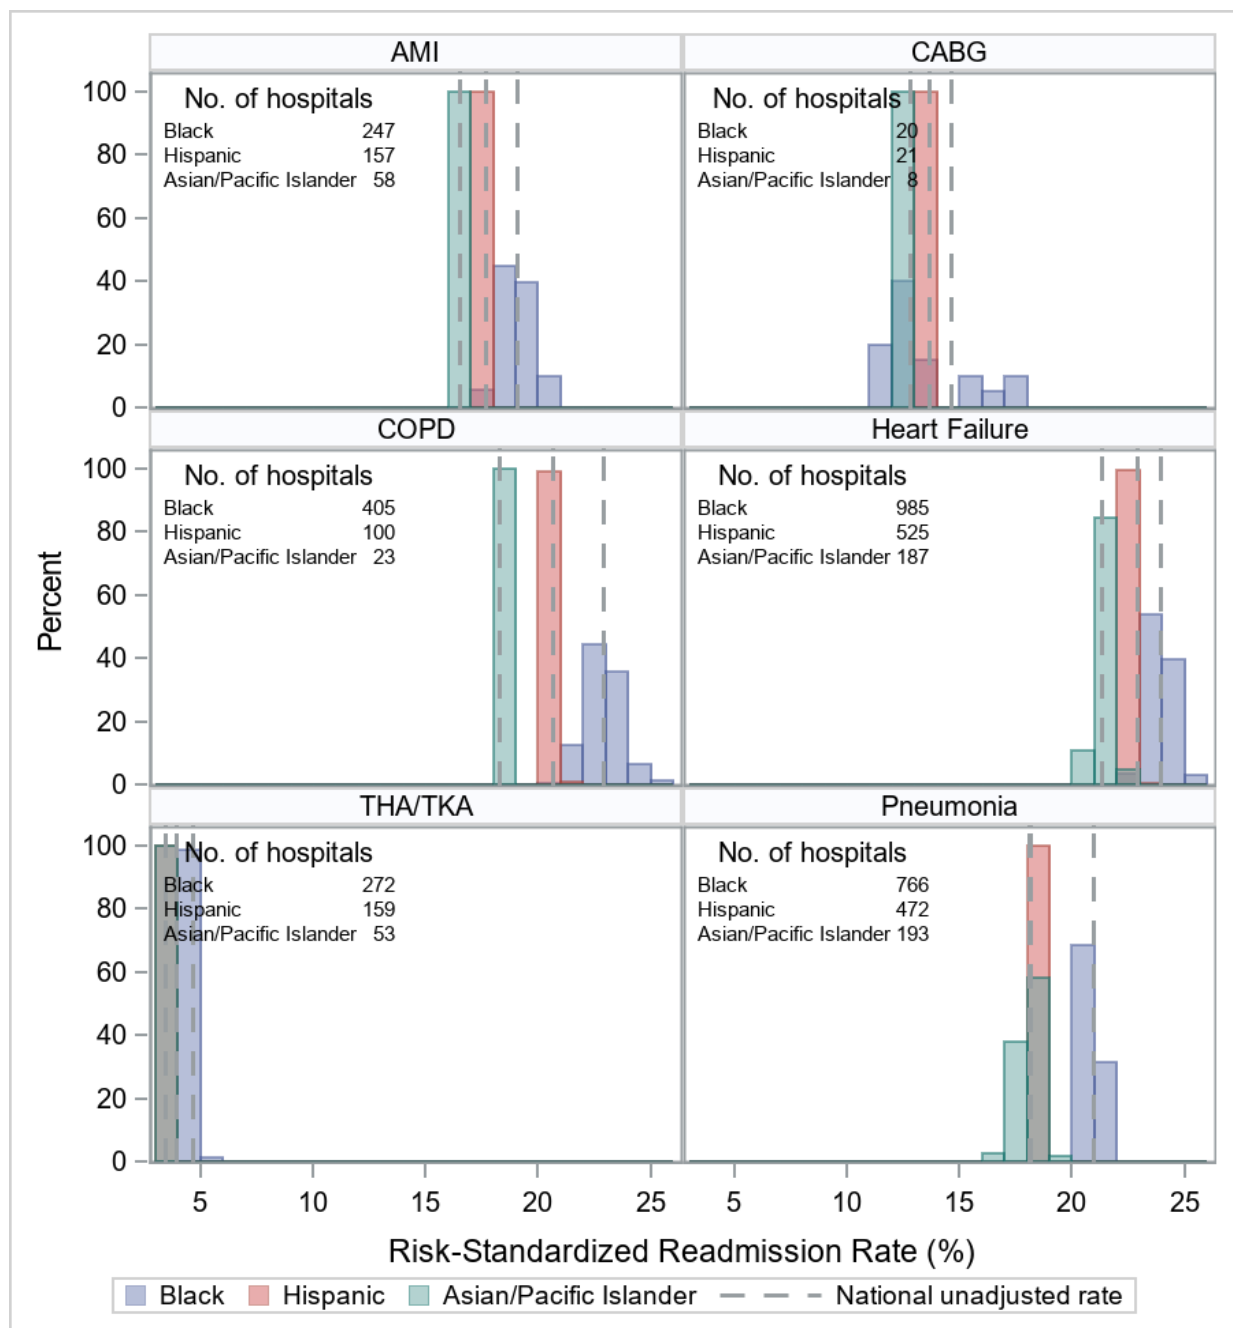 AMI
CABG
100
80
60
40
20
0
No. of hospitals
Black 247
Hispanic 157
Asian/Pacific Islander 58
No. of hospitals
Black 20
Hispanic 21
Asian/Pacific Islander 8
COPD
Heart Failure
100
80
60
40
20
0
No. of hospitals
Black 405
Hispanic 100
Asian/Pacific Islander 23
No. of hospitals
Black 985
Hispanic 525
Asian/Pacific Islander 187
Percent
THA/TKA
Pneumonia
100
80
60
40
20
0
No. of hospitals
Black 272
Hispanic 159
Asian/Pacific Islander 53
No. of hospitals
Black 766
Hispanic 472
Asian/Pacific Islander 193
5 10 15 20 25
5 10 15 20 25
Risk-Standardized Readmission Rate (%)
Black Hispanic Asian/Pacific Islander National unadjusted rate